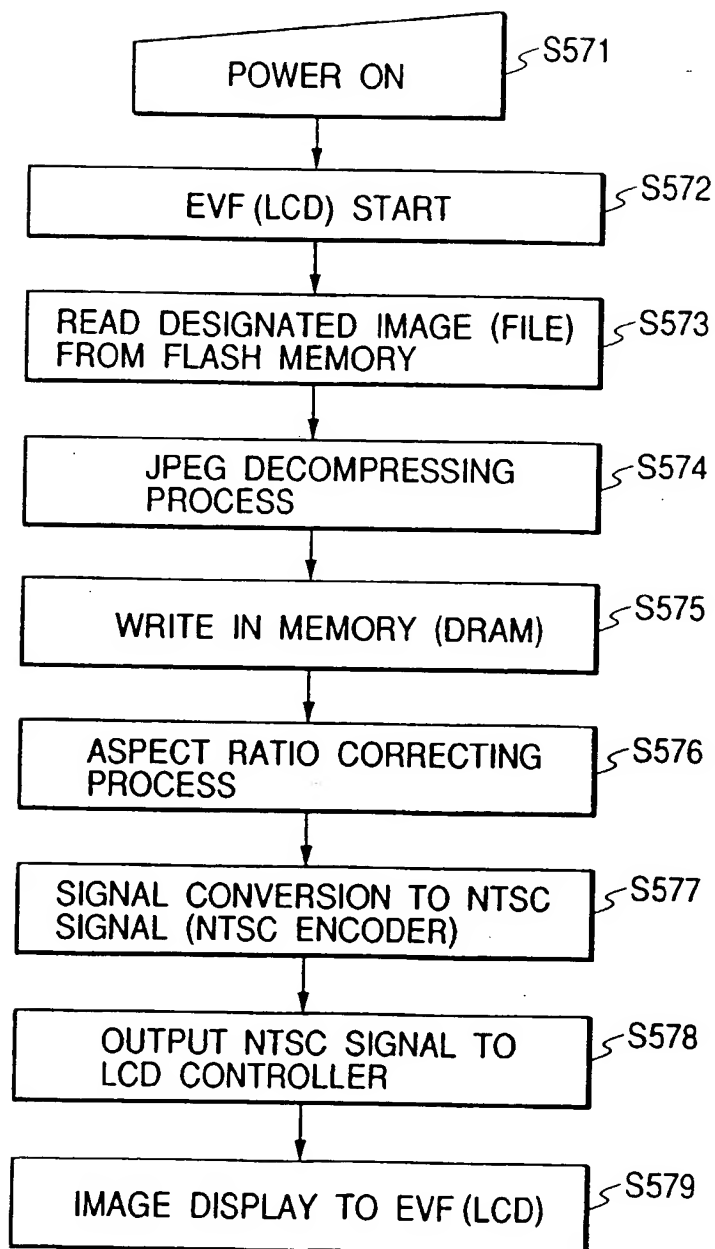 POWER ON
S571
EVF (LCD) START
S572
READ DESIGNATED IMAGE (FILE)
FROM FLASH MEMORY
S573
JPEG DECOMPRESSING
PROCESS
S574
WRITE IN MEMORY (DRAM)
S575
ASPECT RATIO CORRECTING
PROCESS
S576
SIGNAL CONVERSION TO NTSC
SIGNAL (NTSC ENCODER)
S577
OUTPUT NTSC SIGNAL TO
LCD CONTROLLER
S578
IMAGE DISPLAY TO EVF (LCD)
S579